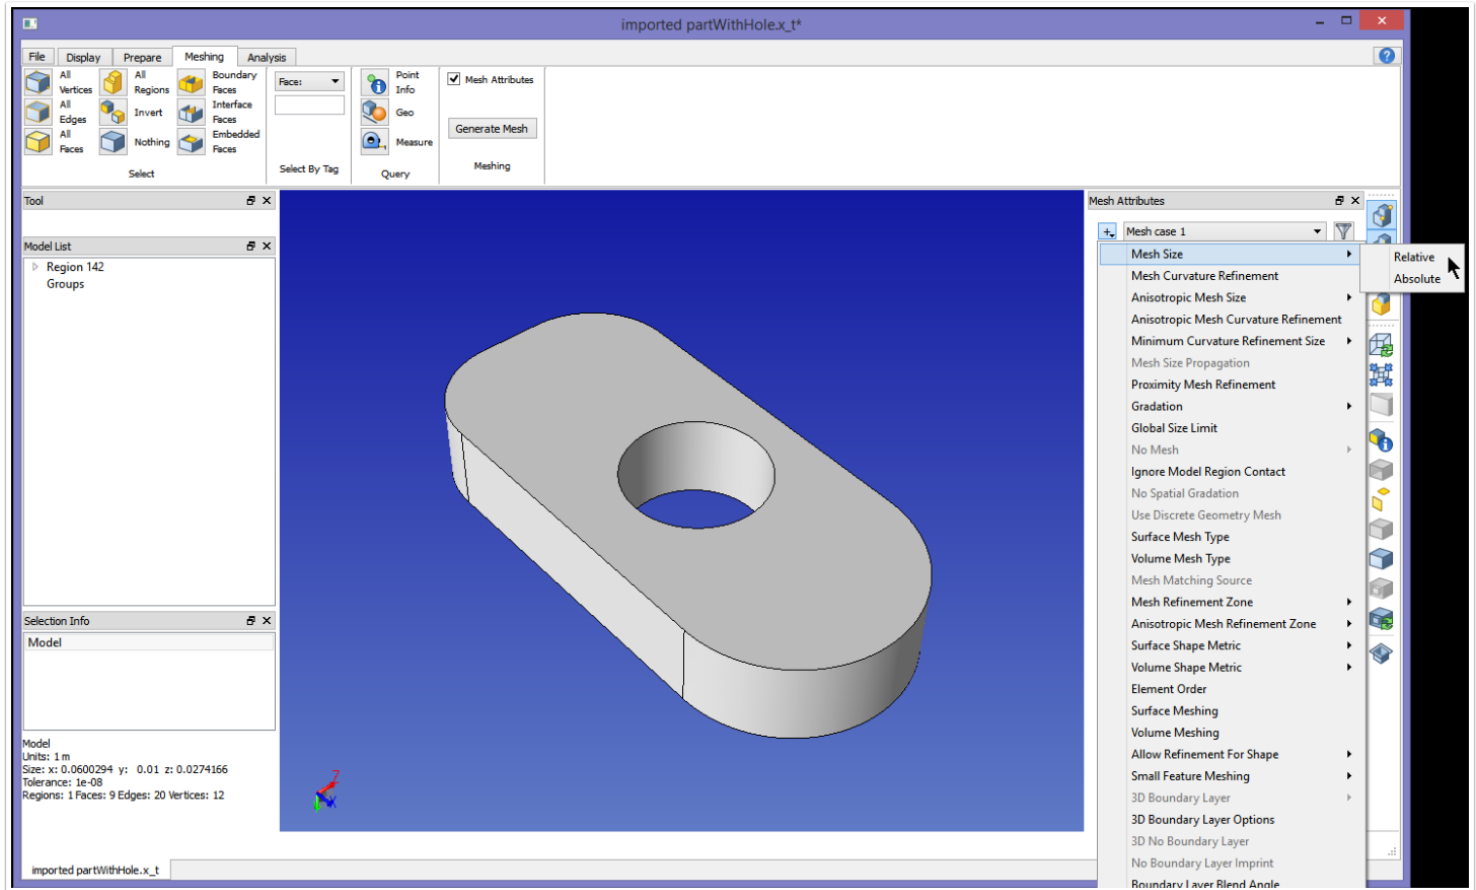 imported partWithHole.x_t*
File Display Prepare Meshing Analysis
All Vertices
All Edges
All Faces
All Regions
Invert
Nothing
Boundary Faces
Interface Faces
Embedded Faces
Select
Face:
Select By Tag
Point Info
Geo
Measure
Query
Mesh Attributes
Generate Mesh
Meshing
Tool
Model List
Region 142
Groups
Selection Info
Model
Model
Units: 1 m
Size: x: 0.0600294 y: 0.01 z: 0.0274166
Tolerance: 1e-08
Regions: 1 Faces: 9 Edges: 20 Vertices: 12
imported partWithHole.x_t
Z
X
Mesh Attributes
Mesh case 1
Mesh Size
Mesh Curvature Refinement
Anisotropic Mesh Size
Anisotropic Mesh Curvature Refinement
Minimum Curvature Refinement Size
Mesh Size Propagation
Proximity Mesh Refinement
Gradation
Global Size Limit
No Mesh
Ignore Model Region Contact
No Spatial Gradation
Use Discrete Geometry Mesh
Surface Mesh Type
Volume Mesh Type
Mesh Matching Source
Mesh Refinement Zone
Anisotropic Mesh Refinement Zone
Surface Shape Metric
Volume Shape Metric
Element Order
Surface Meshing
Volume Meshing
Allow Refinement For Shape
Small Feature Meshing
3D Boundary Layer
3D Boundary Layer Options
3D No Boundary Layer
No Boundary Layer Imprint
Boundary Layer Blend Angle
Relative
Absolute